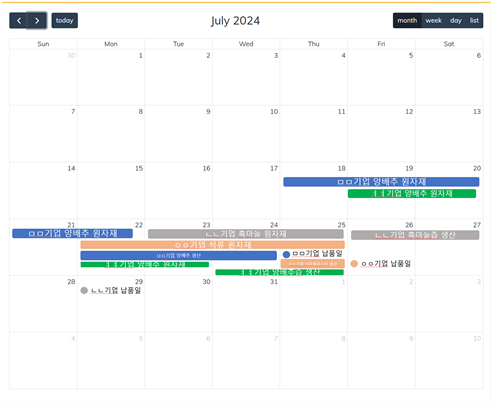 today
July 2024
month week day list
Sun Mon Tue Wed Thu Fri Sat
30 1 2 3 4 5 6
7 8 9 10 11 12 13
14 15 16 17 18 19 20
ㅁㅁ기업 양배추 원자재
ㅕㅕ기업 양배추 원자재
21 22 23 24 25 26 27
ㅁㅁ기업 양배추 원자재
ㄴㄴ기업 흑마늘 원자재
ㄴㄴ기업 흑마늘즙 생산
ㅇㅇ기업 석류 원자재
ㅁㅁ기업 양배추 생산
ㅁㅁ기업 납품일
ㅕㅕ기업 양배추 원자재
ㅇㅇ기업 납품일
ㅕㅕ기업 양배추즙 생산
28 29 30 31 1 2 3
ㄴㄴ기업 납품일
4 5 6 7 8 9 10